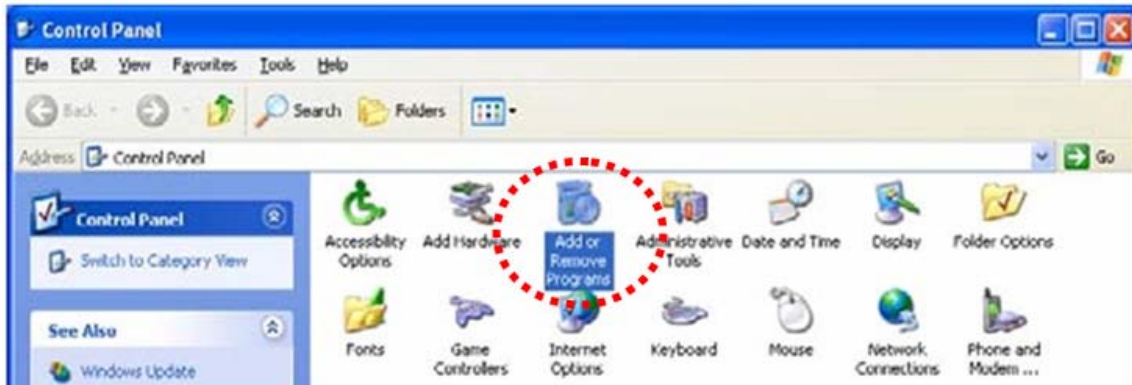 Control Panel
File Edit View Favorites Tools Help
Back Search Folders
Address Control Panel Go
Control Panel
Switch to Category View
See Also
Windows Update
Accessibility Options
Add Hardware
Add or Remove Programs
Administrative Tools
Date and Time
Display
Folder Options
Fonts
Game Controllers
Internet Options
Keyboard
Mouse
Network Connections
Phone and Modem ...